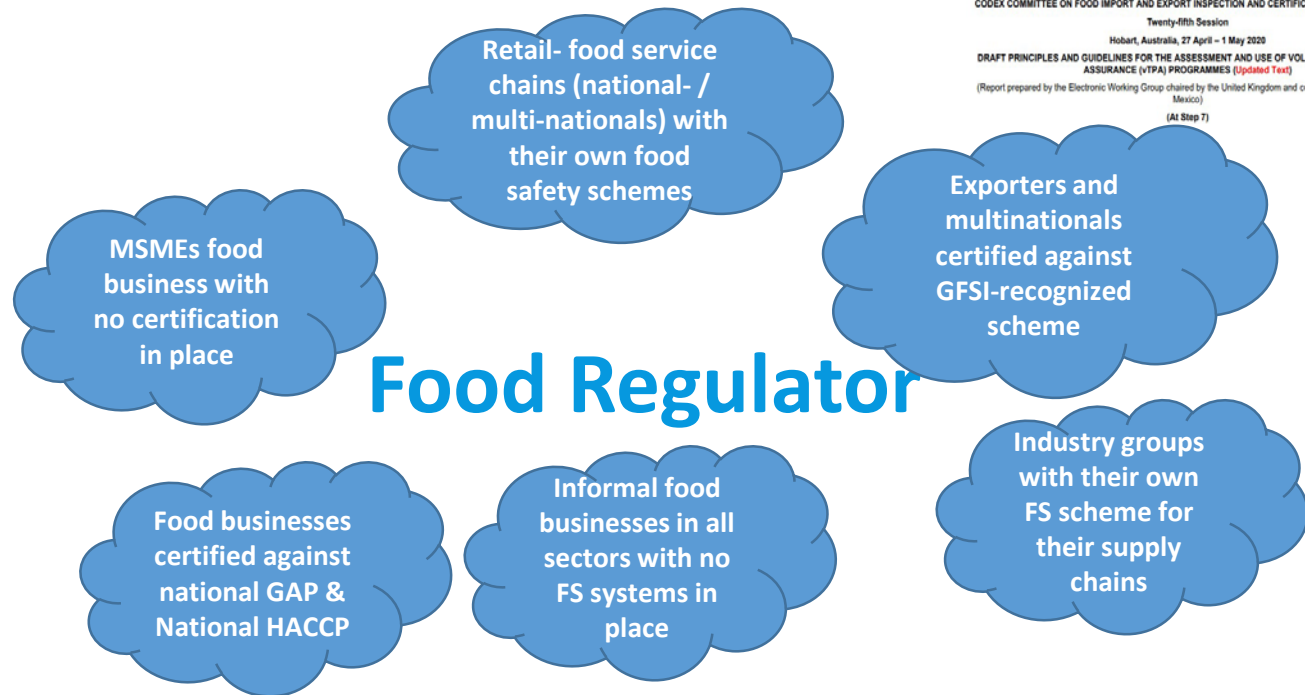 CODEX COMMITTEE ON FOOD IMPORT AND EXPORT INSPECTION AND
Twenty-fifth Session
Hobart, Australia, 27 April – 1 May 2020
DRAFT PRINCIPLES AND GUIDELINES FOR THE ASSESSMENT AND USE OF
ASSURANCE (vTPA) PROGRAMMES (Updated Text)
(Report prepared by the Electronic Working Group chaired by the United Kingdom and
Mexico)
(At Step 7)
Retail- food service
chains (national- /
multi-nationals) with
their own food
safety schemes
Exporters and
multinationals
certified against
GFSI-recognized
scheme
MSMEs food
business with
no certification
in place
Food Regulator
Industry groups
with their own
FS scheme for
their supply
chains
Informal food
businesses in all
sectors with no
FS systems in
place
Food businesses
certified against
national GAP &
National HACCP